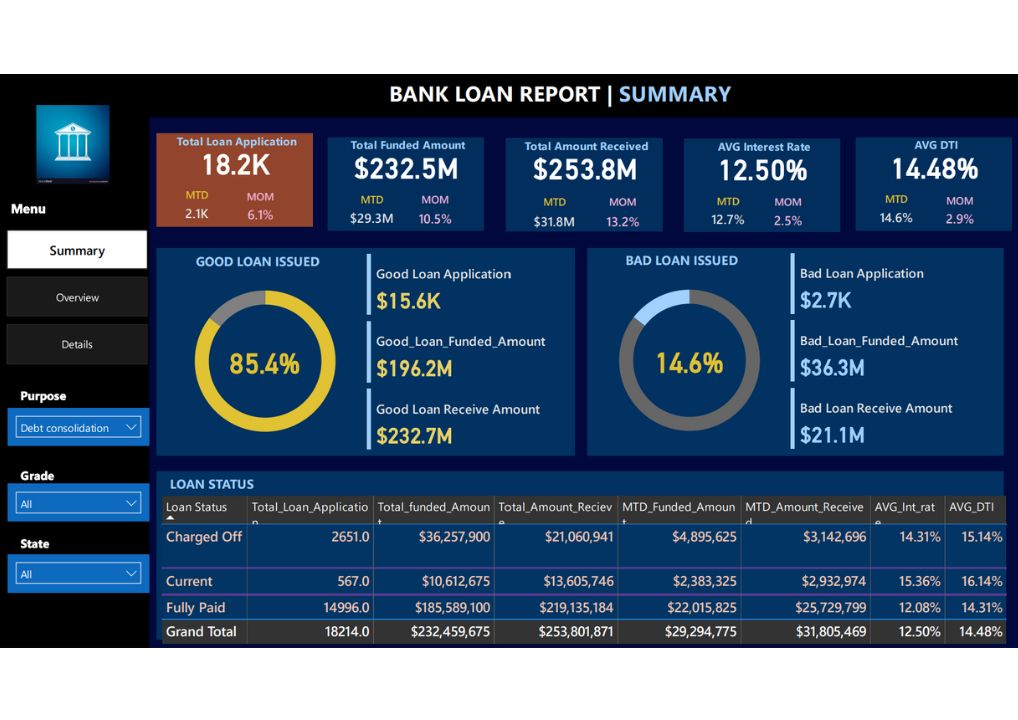 BANK LOAN REPORT | SUMMARY
Menu
Summary
Overview
Details
Purpose
Debt consolidation
Grade
All
State
All
Total Loan Application
18.2K
MTD MOM
2.1K 6.1%
Total Funded Amount
$232.5M
MTD MOM
$29.3M 10.5%
Total Amount Received
$253.8M
MTD MOM
$31.8M 13.2%
AVG Interest Rate
12.50%
MTD MOM
12.7% 2.5%
AVG DTI
14.48%
MTD MOM
14.6% 2.9%
GOOD LOAN ISSUED
85.4%
Good Loan Application
$15.6K
Good_Loan_Funded_Amount
$196.2M
Good Loan Receive Amount
$232.7M
BAD LOAN ISSUED
14.6%
Bad Loan Application
$2.7K
Bad_Loan_Funded_Amount
$36.3M
Bad Loan Receive Amount
$21.1M
LOAN STATUS
Loan Status Total_Loan_Applicatio Total_funded_Amoun Total_Amount_Reciev MTD_Funded_Amoun MTD_Amount_Receive AVG_Int_rat AVG_DTI
n t e t d e
Charged Off 2651.0 $36,257,900 $21,060,941 $4,895,625 $3,142,696 14.31% 15.14%
Current 567.0 $10,612,675 $13,605,746 $2,383,325 $2,932,974 15.36% 16.14%
Fully Paid 14996.0 $185,589,100 $219,135,184 $22,015,825 $25,729,799 12.08% 14.31%
Grand Total 18214.0 $232,459,675 $253,801,871 $29,294,775 $31,805,469 12.50% 14.48%